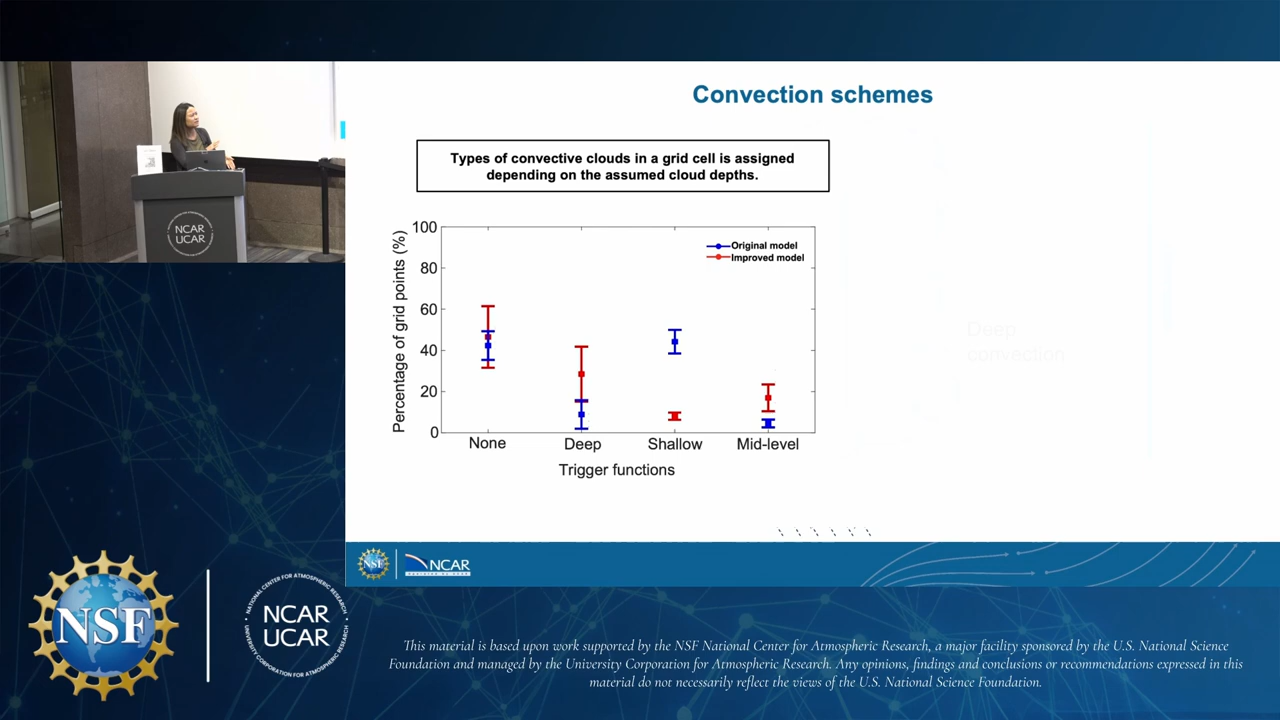 Convection schemes
Types of convective clouds in a grid cell is assigned
depending on the assumed cloud depths.
Percentage of grid points (%)
100
80
60
40
20
0
Original model
Improved model
None
Deep
Shallow
Mid-level
Trigger functions
Deep
convection
NCAR
UCAR
NSF
NCAR
NSF
NATIONAL CENTER FOR ATMOSPHERIC RESEARCH
NCAR
UCAR
UNIVERSITY CORPORATION FOR ATMOSPHERIC RESEARCH
This material is based upon work supported by the NSF National Center for Atmospheric Research, a major facility sponsored by the U.S. National Science
Foundation and managed by the University Corporation for Atmospheric Research. Any opinions, findings and conclusions or recommendations expressed in this
material do not necessarily reflect the views of the U.S. National Science Foundation.